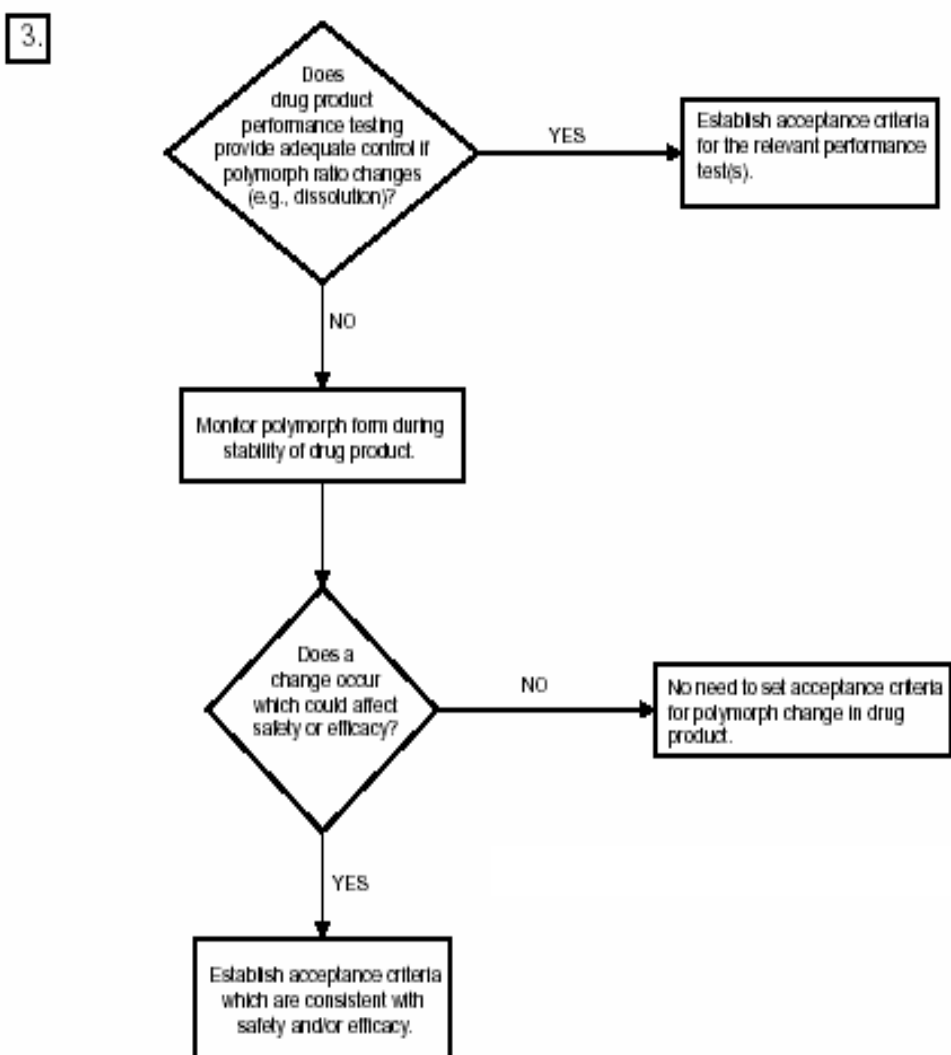 3.
Does
drug product
performance testing
provide adequate control if
polymorph ratio changes
(e.g., dissolution)?
YES
Establish acceptance criteria
for the relevant performance
test(s).
NO
Monitor polymorph form during
stability of drug product.
Does a
change occur
which could affect
safety or efficacy?
NO
No need to set acceptance criteria
for polymorph change in drug
product.
YES
Establish acceptance criteria
which are consistent with
safety and/or efficacy.